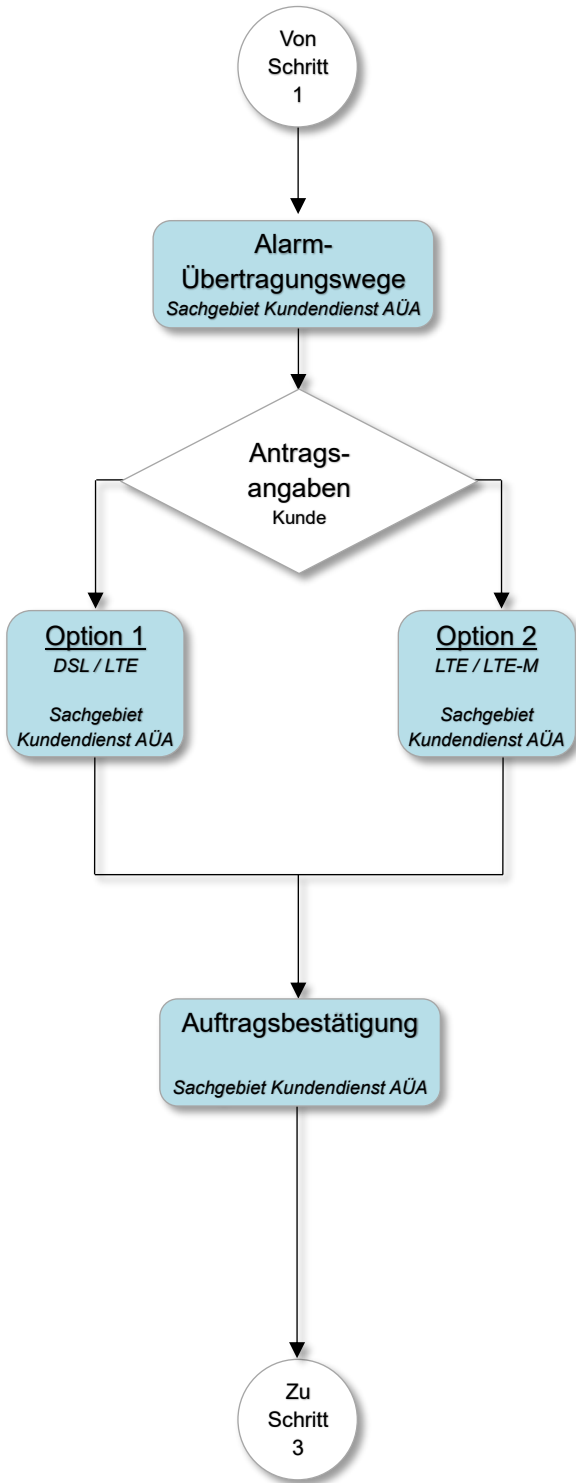 Von
Schritt
1
Alarm-
Übertragungswege
Sachgebiet Kundendienst AÜA
Antrags-
angaben
Kunde
Option 1
DSL / LTE
Sachgebiet
Kundendienst AÜA
Option 2
LTE / LTE-M
Sachgebiet
Kundendienst AÜA
Auftragsbestätigung
Sachgebiet Kundendienst AÜA
Zu
Schritt
3